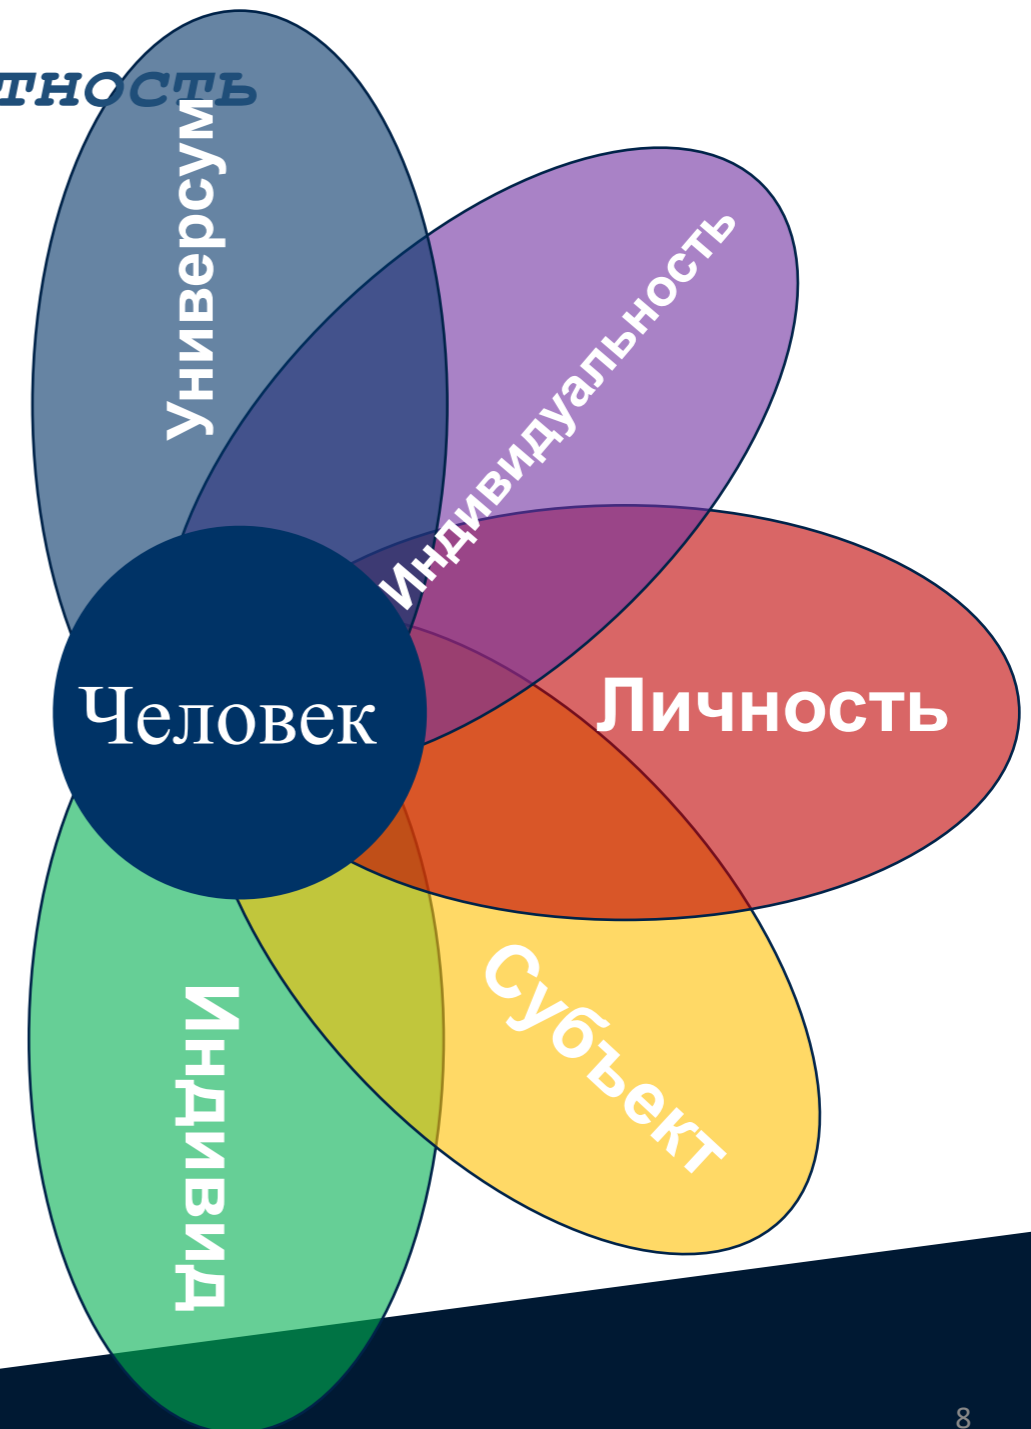 тность
Универсум
Индивидуальность
Личность
Человек
Субъект
Индивид
8